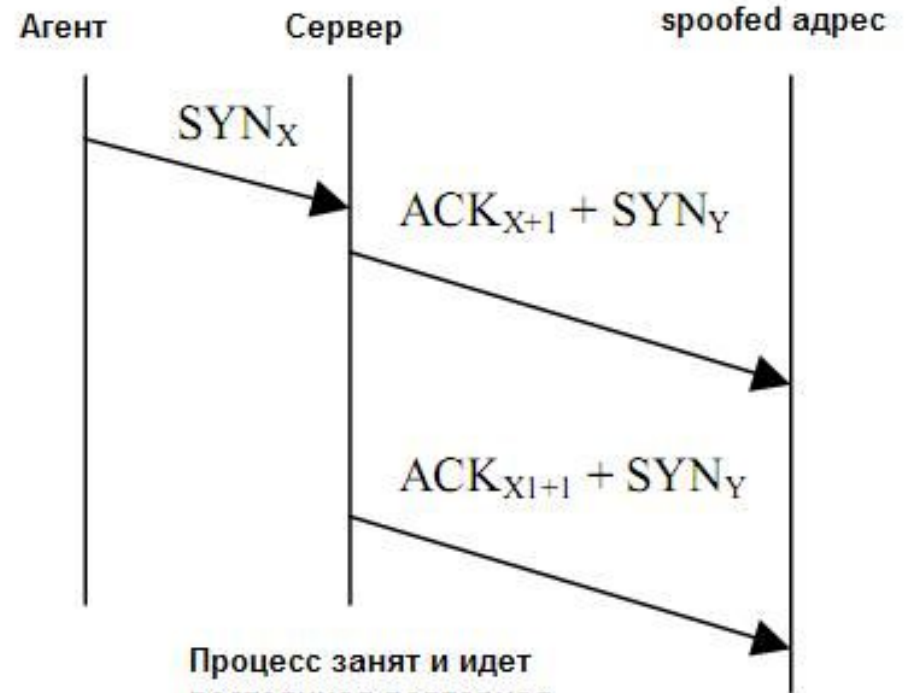 Агент Сервер spoofed адрес
SYNX
ACKX+1 + SYNY
ACKX1+1 + SYNY
Процесс занят и идет